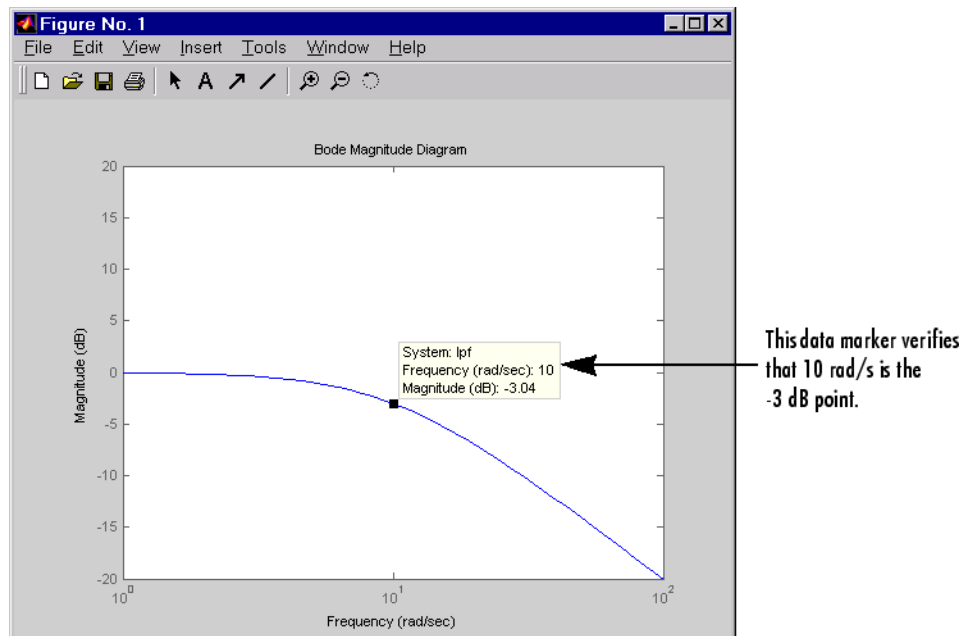 Figure No. 1
File Edit View Insert Tools Window Help
A
Bode Magnitude Diagram
20
15
10
5
0
-5
-10
-15
-20
Magnitude (dB)
System: lpf
Frequency (rad/sec): 10
Magnitude (dB): -3.04
This data marker verifies
that 10 rad/s is the
-3 dB point.
10^0 10^1 10^2
Frequency (rad/sec)